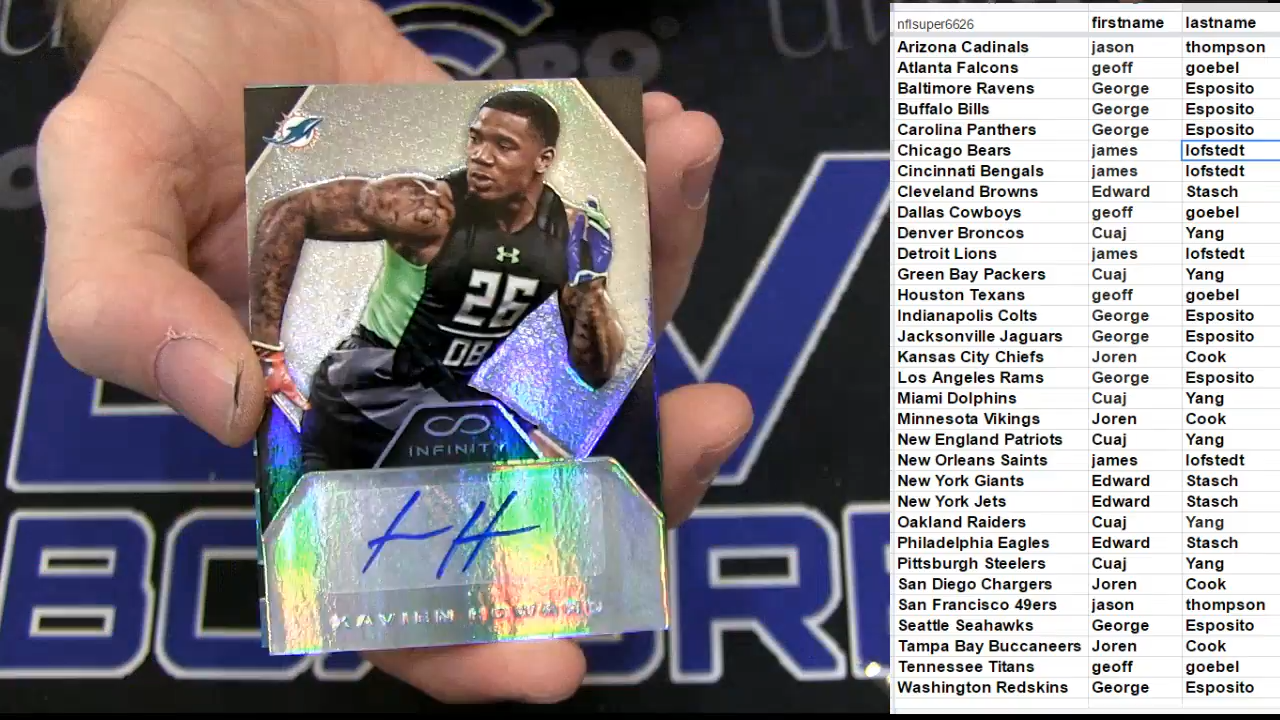 nflsuper6626 firstname lastname
Arizona Cadinals jason thompson
Atlanta Falcons geoff goebel
Baltimore Ravens George Esposito
Buffalo Bills George Esposito
Carolina Panthers George Esposito
Chicago Bears james lofstedt
Cincinnati Bengals james lofstedt
Cleveland Browns Edward Stasch
Dallas Cowboys geoff goebel
Denver Broncos Cuaj Yang
Detroit Lions james lofstedt
Green Bay Packers Cuaj Yang
Houston Texans geoff goebel
Indianapolis Colts George Esposito
Jacksonville Jaguars George Esposito
Kansas City Chiefs Joren Cook
Los Angeles Rams George Esposito
Miami Dolphins Cuaj Yang
Minnesota Vikings Joren Cook
New England Patriots Cuaj Yang
New Orleans Saints james lofstedt
New York Giants Edward Stasch
New York Jets Edward Stasch
Oakland Raiders Cuaj Yang
Philadelphia Eagles Edward Stasch
Pittsburgh Steelers Cuaj Yang
San Diego Chargers Joren Cook
San Francisco 49ers jason thompson
Seattle Seahawks George Esposito
Tampa Bay Buccaneers Joren Cook
Tennessee Titans geoff goebel
Washington Redskins George Esposito
26
DB
INFINITY
XAVIEN HOWARD